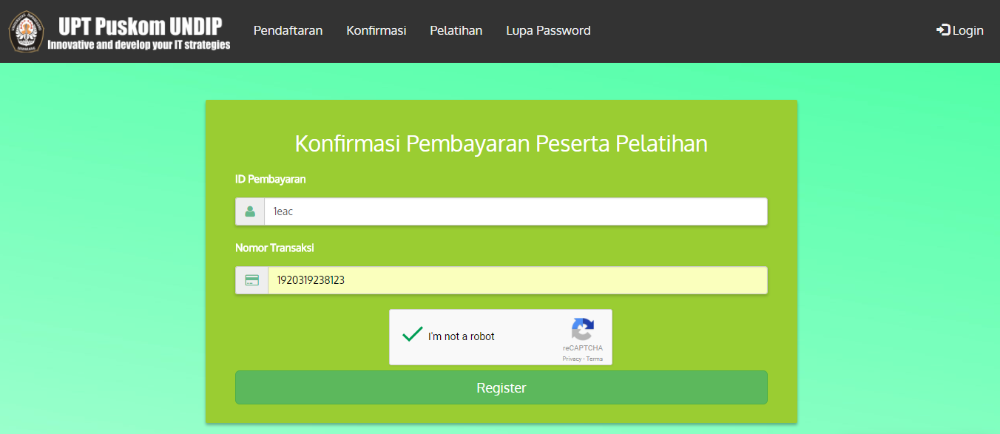 UPT Puskom UNDIP
Innovative and develop your IT strategies
Pendaftaran Konfirmasi Pelatihan Lupa Password Login
Konfirmasi Pembayaran Peserta Pelatihan
ID Pembayaran
1eac
Nomor Transaksi
1920319238123
I'm not a robot
reCAPTCHA
Privacy - Terms
Register